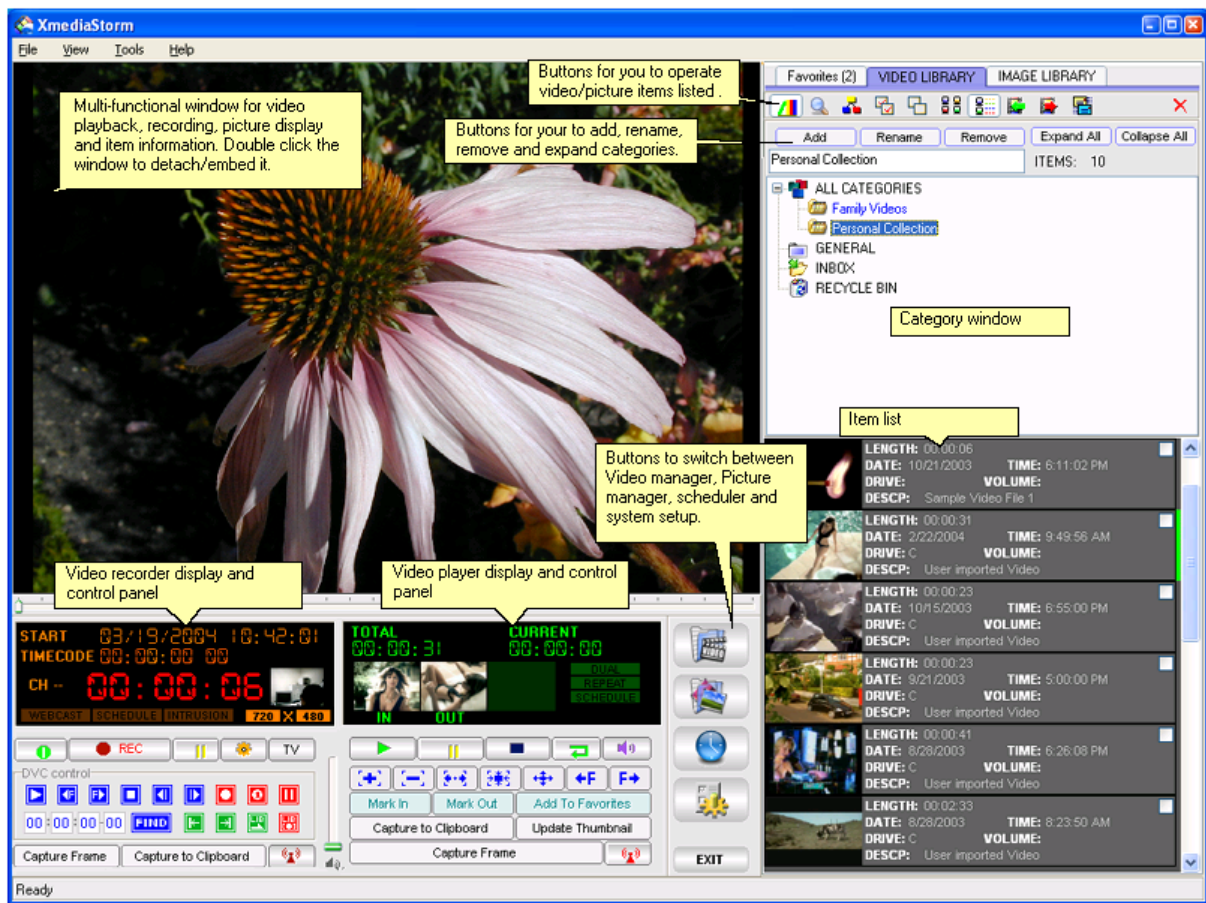 XmediaStorm
File View Tools Help
Multi-functional window for video
playback, recording, picture display
and item information. Double click the
window to detach/embed it.
Buttons for you to operate
video/picture items listed .
Buttons for your to add, rename,
remove and expand categories.
Favorites (2) VIDEO LIBRARY IMAGE LIBRARY
Add Rename Remove Expand All Collapse All
Personal Collection ITEMS: 10
ALL CATEGORIES
Family Videos
Personal Collection
GENERAL
INBOX
RECYCLE BIN
Category window
Item list
Buttons to switch between
Video manager, Picture
manager, scheduler and
system setup.
LENGTH: 00:00:06
DATE: 10/21/2003 TIME: 6:11:02 PM
DRIVE: VOLUME:
DESCP: Sample Video File 1
LENGTH: 00:00:31
DATE: 2/22/2004 TIME: 9:49:56 AM
DRIVE: C VOLUME:
DESCP: User imported Video
LENGTH: 00:00:23
DATE: 10/15/2003 TIME: 6:55:00 PM
DRIVE: C VOLUME:
DESCP: User imported Video
LENGTH: 00:00:23
DATE: 9/21/2003 TIME: 5:00:00 PM
DRIVE: C VOLUME:
DESCP: User imported Video
LENGTH: 00:00:41
DATE: 8/28/2003 TIME: 6:26:08 PM
DRIVE: C VOLUME:
DESCP: User imported Video
LENGTH: 00:02:33
DATE: 8/28/2003 TIME: 8:23:50 AM
DRIVE: C VOLUME:
DESCP: User imported Video
Video recorder display and
control panel
Video player display and control
panel
START 03/19/2004 10:42:01
TIMECODE 00:00:00 00
CH -- 00:00:06
WEBCAST SCHEDULE INTRUSION 720 X 480
TOTAL CURRENT
00:00:31 00:00:00
DUAL
REPEAT
SCHEDULE
IN OUT
VIDEO
REC TV
DVC control
F F
00:00:00-00 FIND
Capture Frame Capture to Clipboard
F F
Mark In Mark Out Add To Favorites
Capture to Clipboard Update Thumbnail
Capture Frame
EXIT
Ready